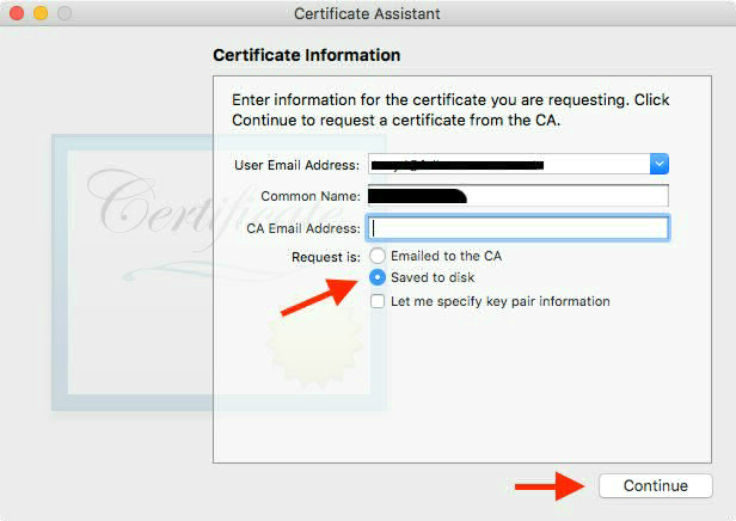 Certificate Assistant
Certificate Information
Enter information for the certificate you are requesting. Click
Continue to request a certificate from the CA.
User Email Address:
Common Name:
CA Email Address:
Request is: Emailed to the CA
Saved to disk
Let me specify key pair information
Certificate
Continue